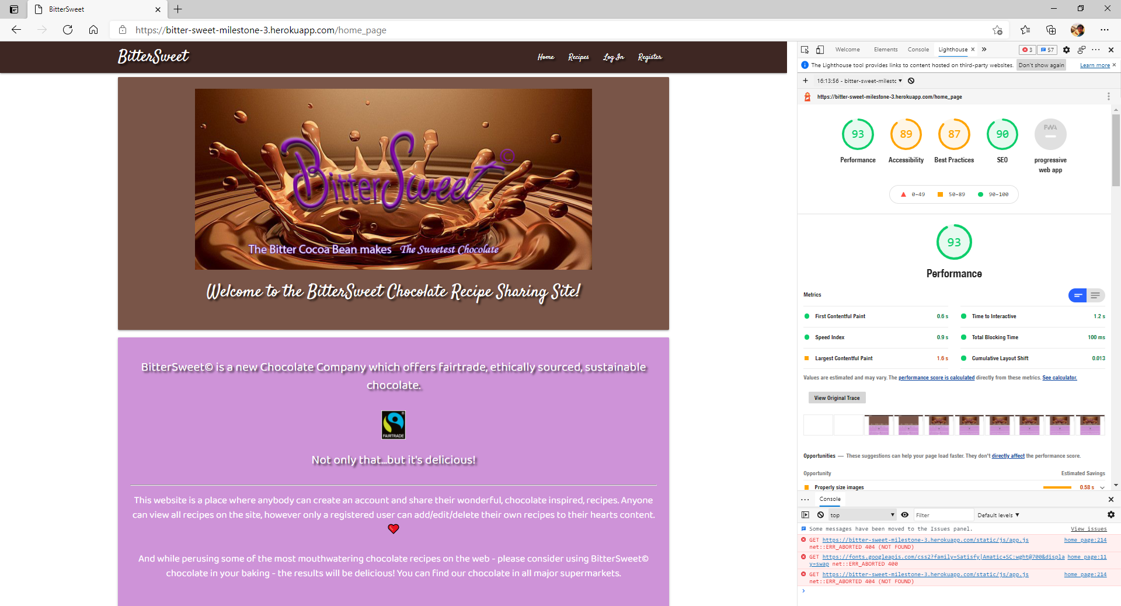 BitterSweet
https://bitter-sweet-milestone-3.herokuapp.com/home_page
BitterSweet
Home Recipes Log In Register
BitterSweet©
The Bitter Cocoa Bean makes The Sweetest Chocolate
Welcome to the BitterSweet Chocolate Recipe Sharing Site!
BitterSweet© is a new Chocolate Company which offers fairtrade, ethically sourced, sustainable
chocolate.
FAIRTRADE
Not only that...but it's delicious!
This website is a place where anybody can create an account and share their wonderful, chocolate inspired, recipes. Anyone
can view all recipes on the site, however only a registered user can add/edit/delete their own recipes to their hearts content.
And while perusing some of the most mouthwatering chocolate recipes on the web - please consider using BitterSweet©
chocolate in your baking - the results will be delicious! You can find our chocolate in all major supermarkets.
Welcome Elements Console Lighthouse 3 57
The Lighthouse tool provides links to content hosted on third-party websites. Don't show again Learn more
16:13:56 - bitter-sweet-milestc
https://bitter-sweet-milestone-3.herokuapp.com/home_page
93 89 87 90 PWA
Performance Accessibility Best Practices SEO progressive
web app
0–49 50–89 90–100
93
Performance
Metrics
First Contentful Paint 0.6 s Time to Interactive 1.2 s
Speed Index 0.9 s Total Blocking Time 100 ms
Largest Contentful Paint 1.6 s Cumulative Layout Shift 0.013
Values are estimated and may vary. The performance score is calculated directly from these metrics. See calculator.
View Original Trace
Opportunities — These suggestions can help your page load faster. They don't directly affect the performance score.
Opportunity Estimated Savings
Properly size images 0.58 s
Console
top Filter Default levels
Some messages have been moved to the Issues panel. View issues
GET https://bitter-sweet-milestone-3.herokuapp.com/static/js/app.js home_page:214
net::ERR_ABORTED 404 (NOT FOUND)
GET https://fonts.googleapis.com/css2?family=Satisfy|Amatic+SC:wght@700&displa home_page:11
y=swap net::ERR_ABORTED 400
GET https://bitter-sweet-milestone-3.herokuapp.com/static/js/app.js home_page:214
net::ERR_ABORTED 404 (NOT FOUND)